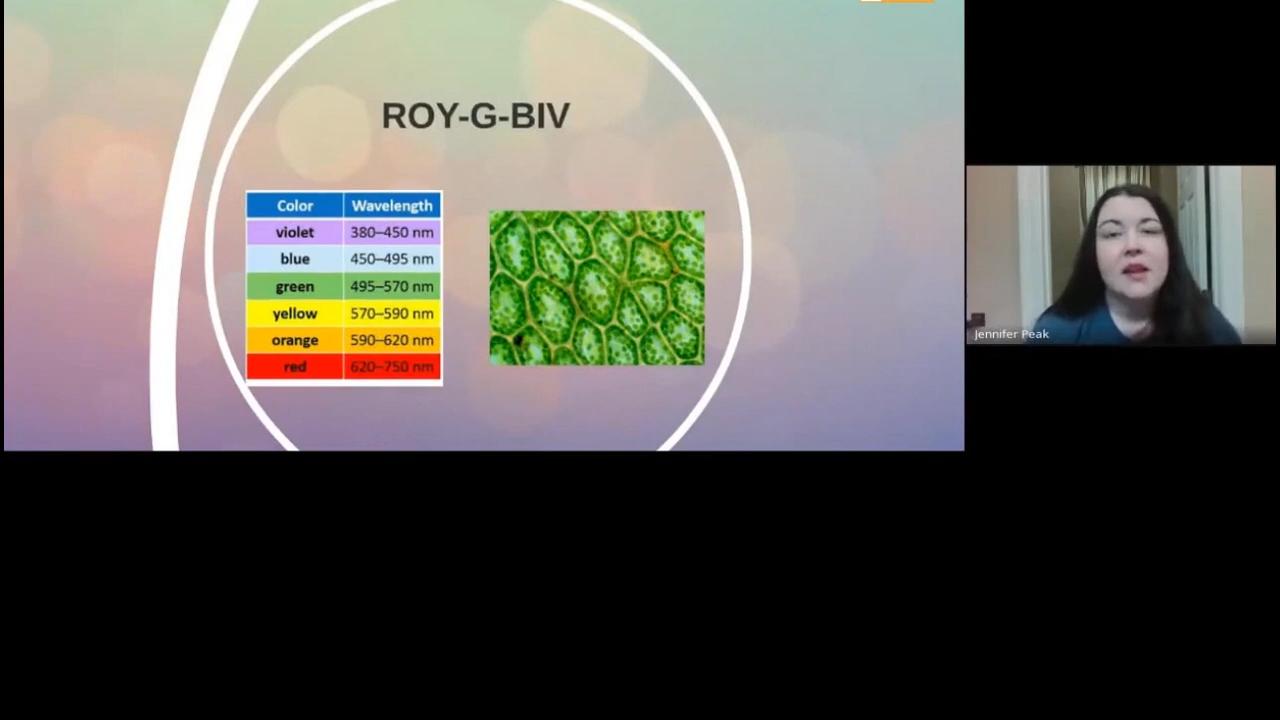 ROY-G-BIV
Color Wavelength
violet 380–450 nm
blue 450–495 nm
green 495–570 nm
yellow 570–590 nm
orange 590–620 nm
red 620–750 nm
Jennifer Peak